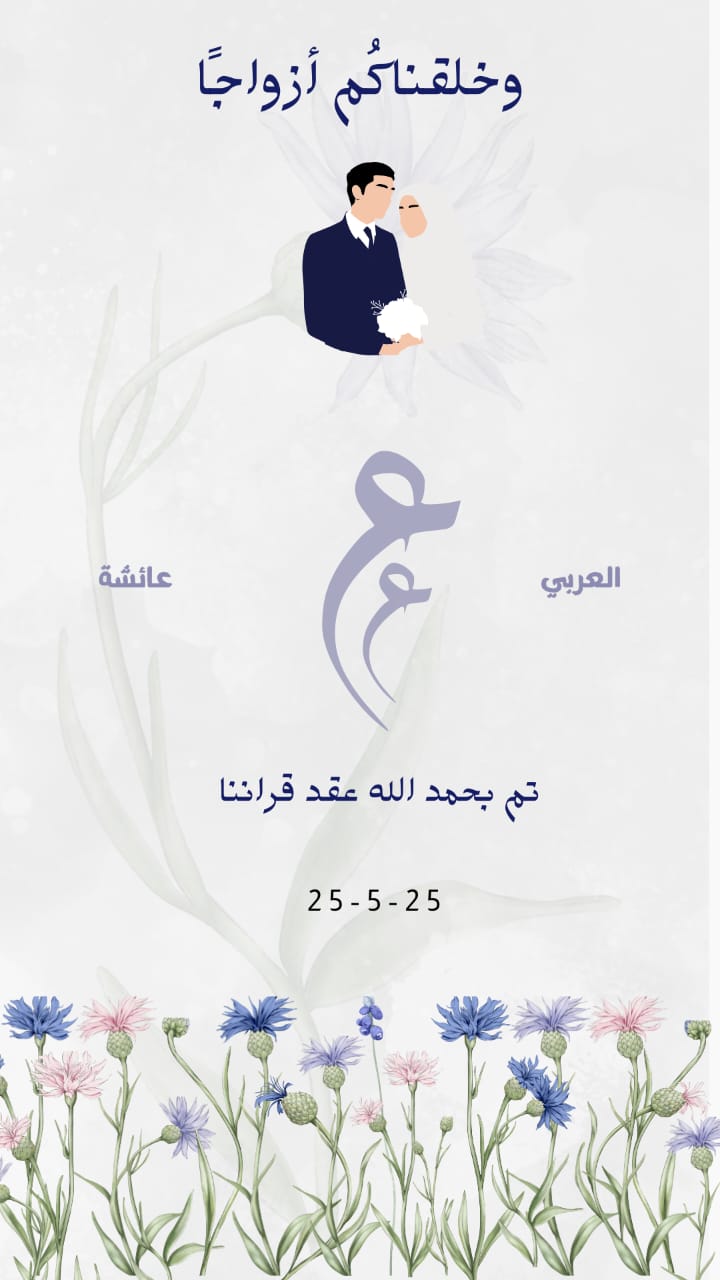 وخلقناكُم أزواجًا
ع
ع
العربي
عائشة
تم بحمد الله عقد قراننا
25-5-25